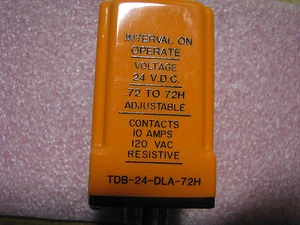 INTERVAL ON
OPERATE
VOLTAGE
24 V.D.C.
72 TO 72H
ADJUSTABLE
CONTACTS
10 AMPS
120 VAC
RESISTIVE
TDB-24-DLA-72H